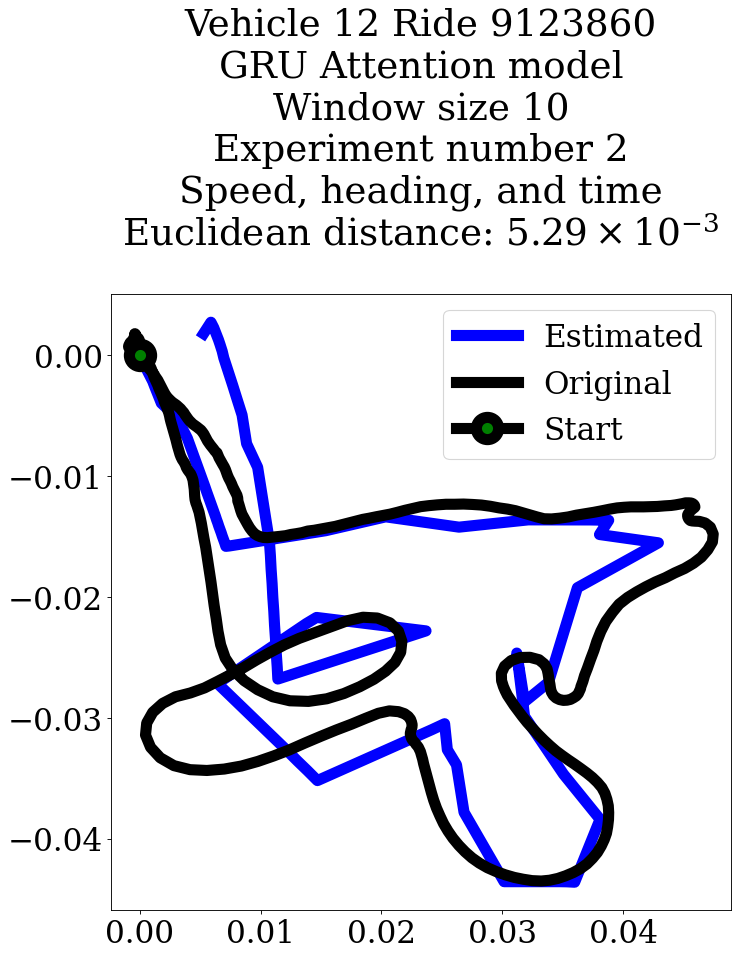 Vehicle 12 Ride 9123860
GRU Attention model
Window size 10
Experiment number 2
Speed, heading, and time
Euclidean distance: 5.29 × 10⁻³
Estimated
Original
Start
0.00
−0.01
−0.02
−0.03
−0.04
0.00 0.01 0.02 0.03 0.04